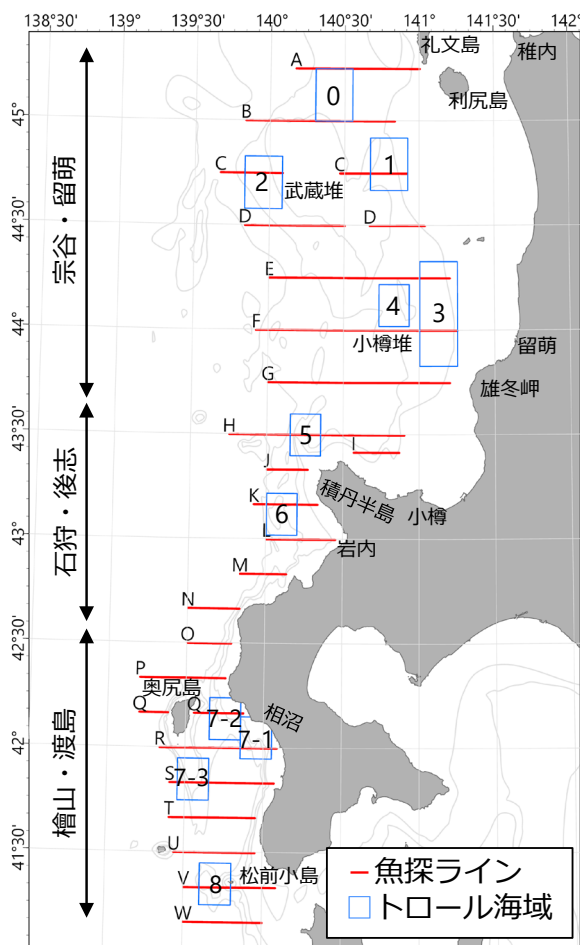 138.5° 139° 139.5° 140° 140.5° 141° 141.5° 142°
礼文島
稚内
利尻島
A
0
45°
B
C
C
1
2
武蔵堆
D
D
44°30'
宗谷・留萌
E
4
3
44°
F
小樽堆
留萌
G
雄冬岬
43°30'
H
5
I
J
石狩・後志
積丹半島
小樽
K
6
L
岩内
43°
M
N
42°30'
O
P
奥尻島
Q
Q
7-2
相沼
7-1
42°
R
檜山・渡島
S
7-3
T
41°30'
U
V
8
松前小島
W
魚探ライン
トロール海域